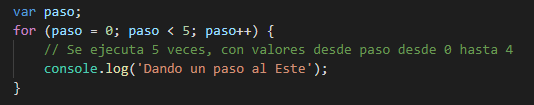 var paso;
for (paso = 0; paso < 5; paso++) {
    // Se ejecuta 5 veces, con valores desde paso desde 0 hasta 4
    console.log('Dando un paso al Este');
}